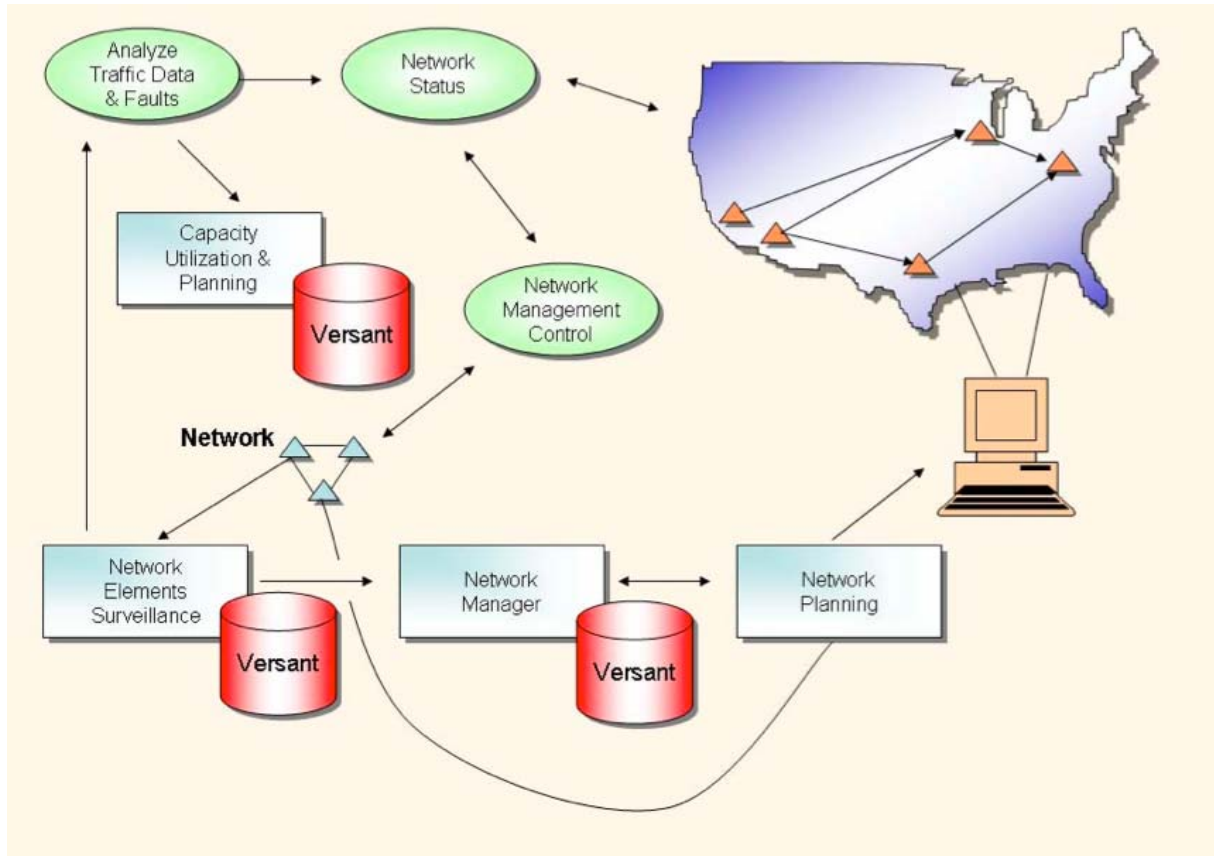 Analyze
Traffic Data
& Faults
Network
Status
Capacity
Utilization &
Planning
Versant
Network
Management
Control
Network
Network
Elements
Surveillance
Versant
Network
Manager
Versant
Network
Planning